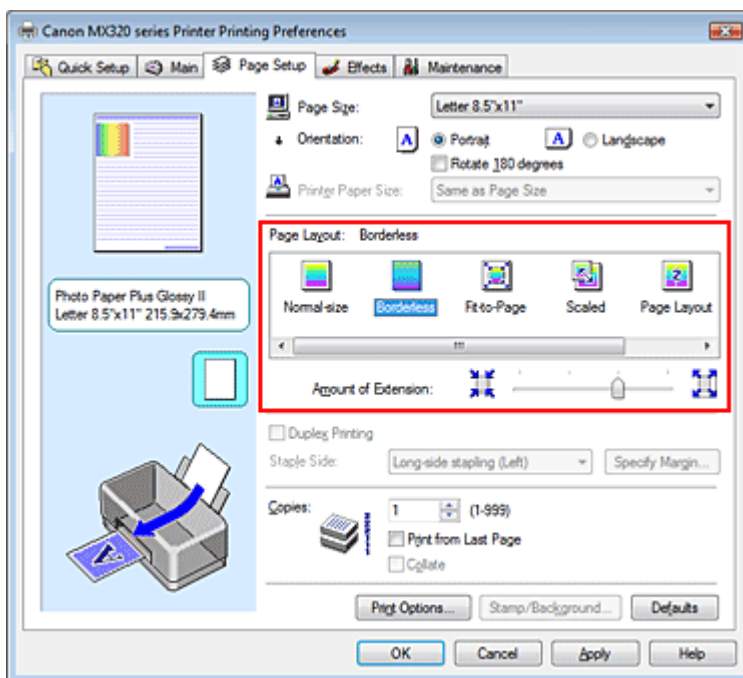 Canon MX320 series Printer Printing Preferences
Quick Setup Main Page Setup Effects Maintenance
Page Size: Letter 8.5"x11"
Orientation: A Portrait A Landscape
Rotate 180 degrees
Printer Paper Size: Same as Page Size
Page Layout: Borderless
Normal-size Borderless Fit-to-Page Scaled Page Layout
Amount of Extension:
Photo Paper Plus Glossy II
Letter 8.5"x11" 215.9x279.4mm
Duplex Printing
Staple Side: Long-side stapling (Left) Specify Margin...
Copies: 1 (1-999)
Print from Last Page
Collate
Print Options... Stamp/Background... Defaults
OK Cancel Apply Help